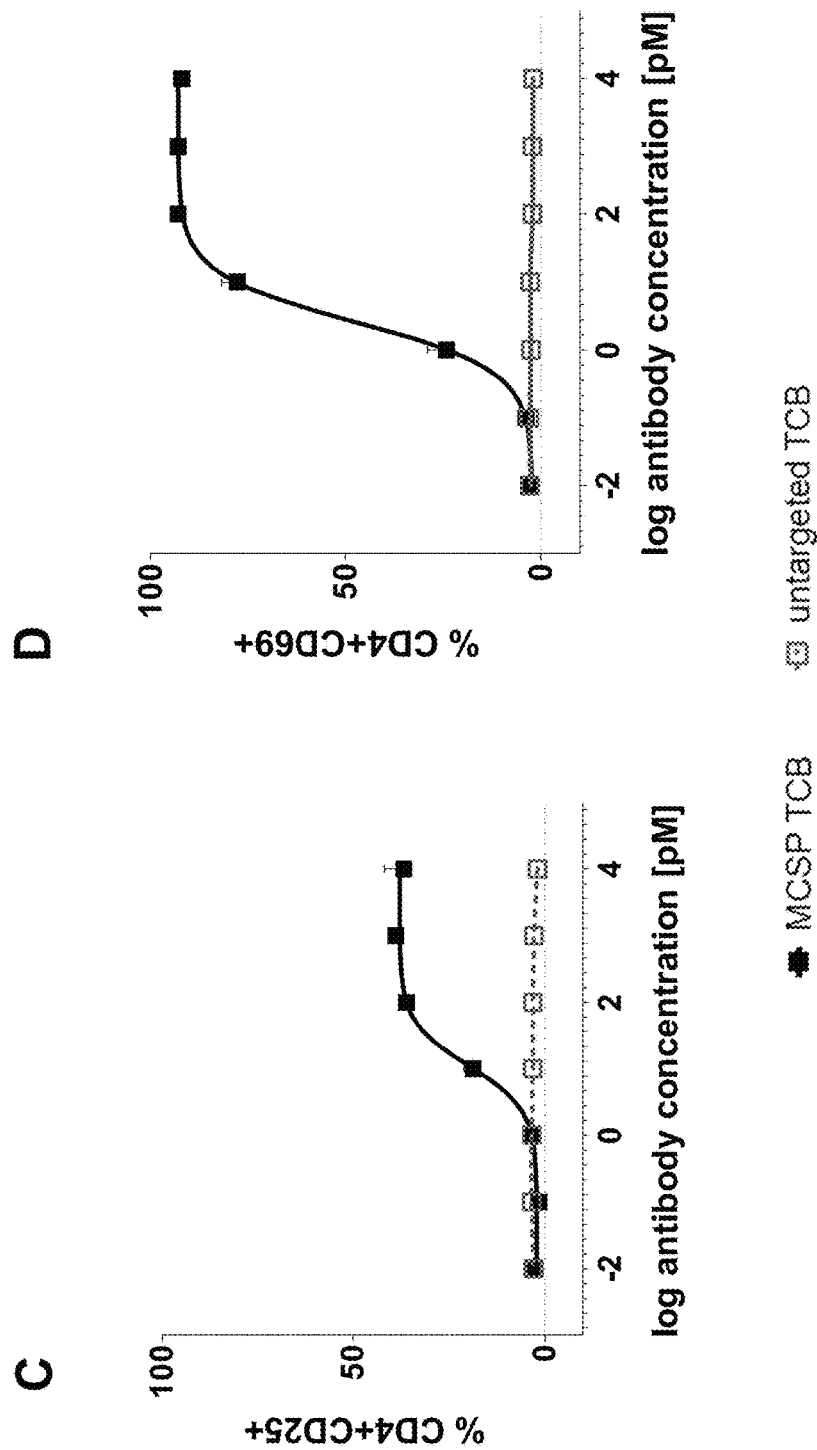 C
% CD4+CD25+
100
50
0
-2 0 2 4
log antibody concentration [pM]
D
% CD4+CD69+
100
50
0
-2 0 2 4
log antibody concentration [pM]
MCSP TCB
untargeted TCB